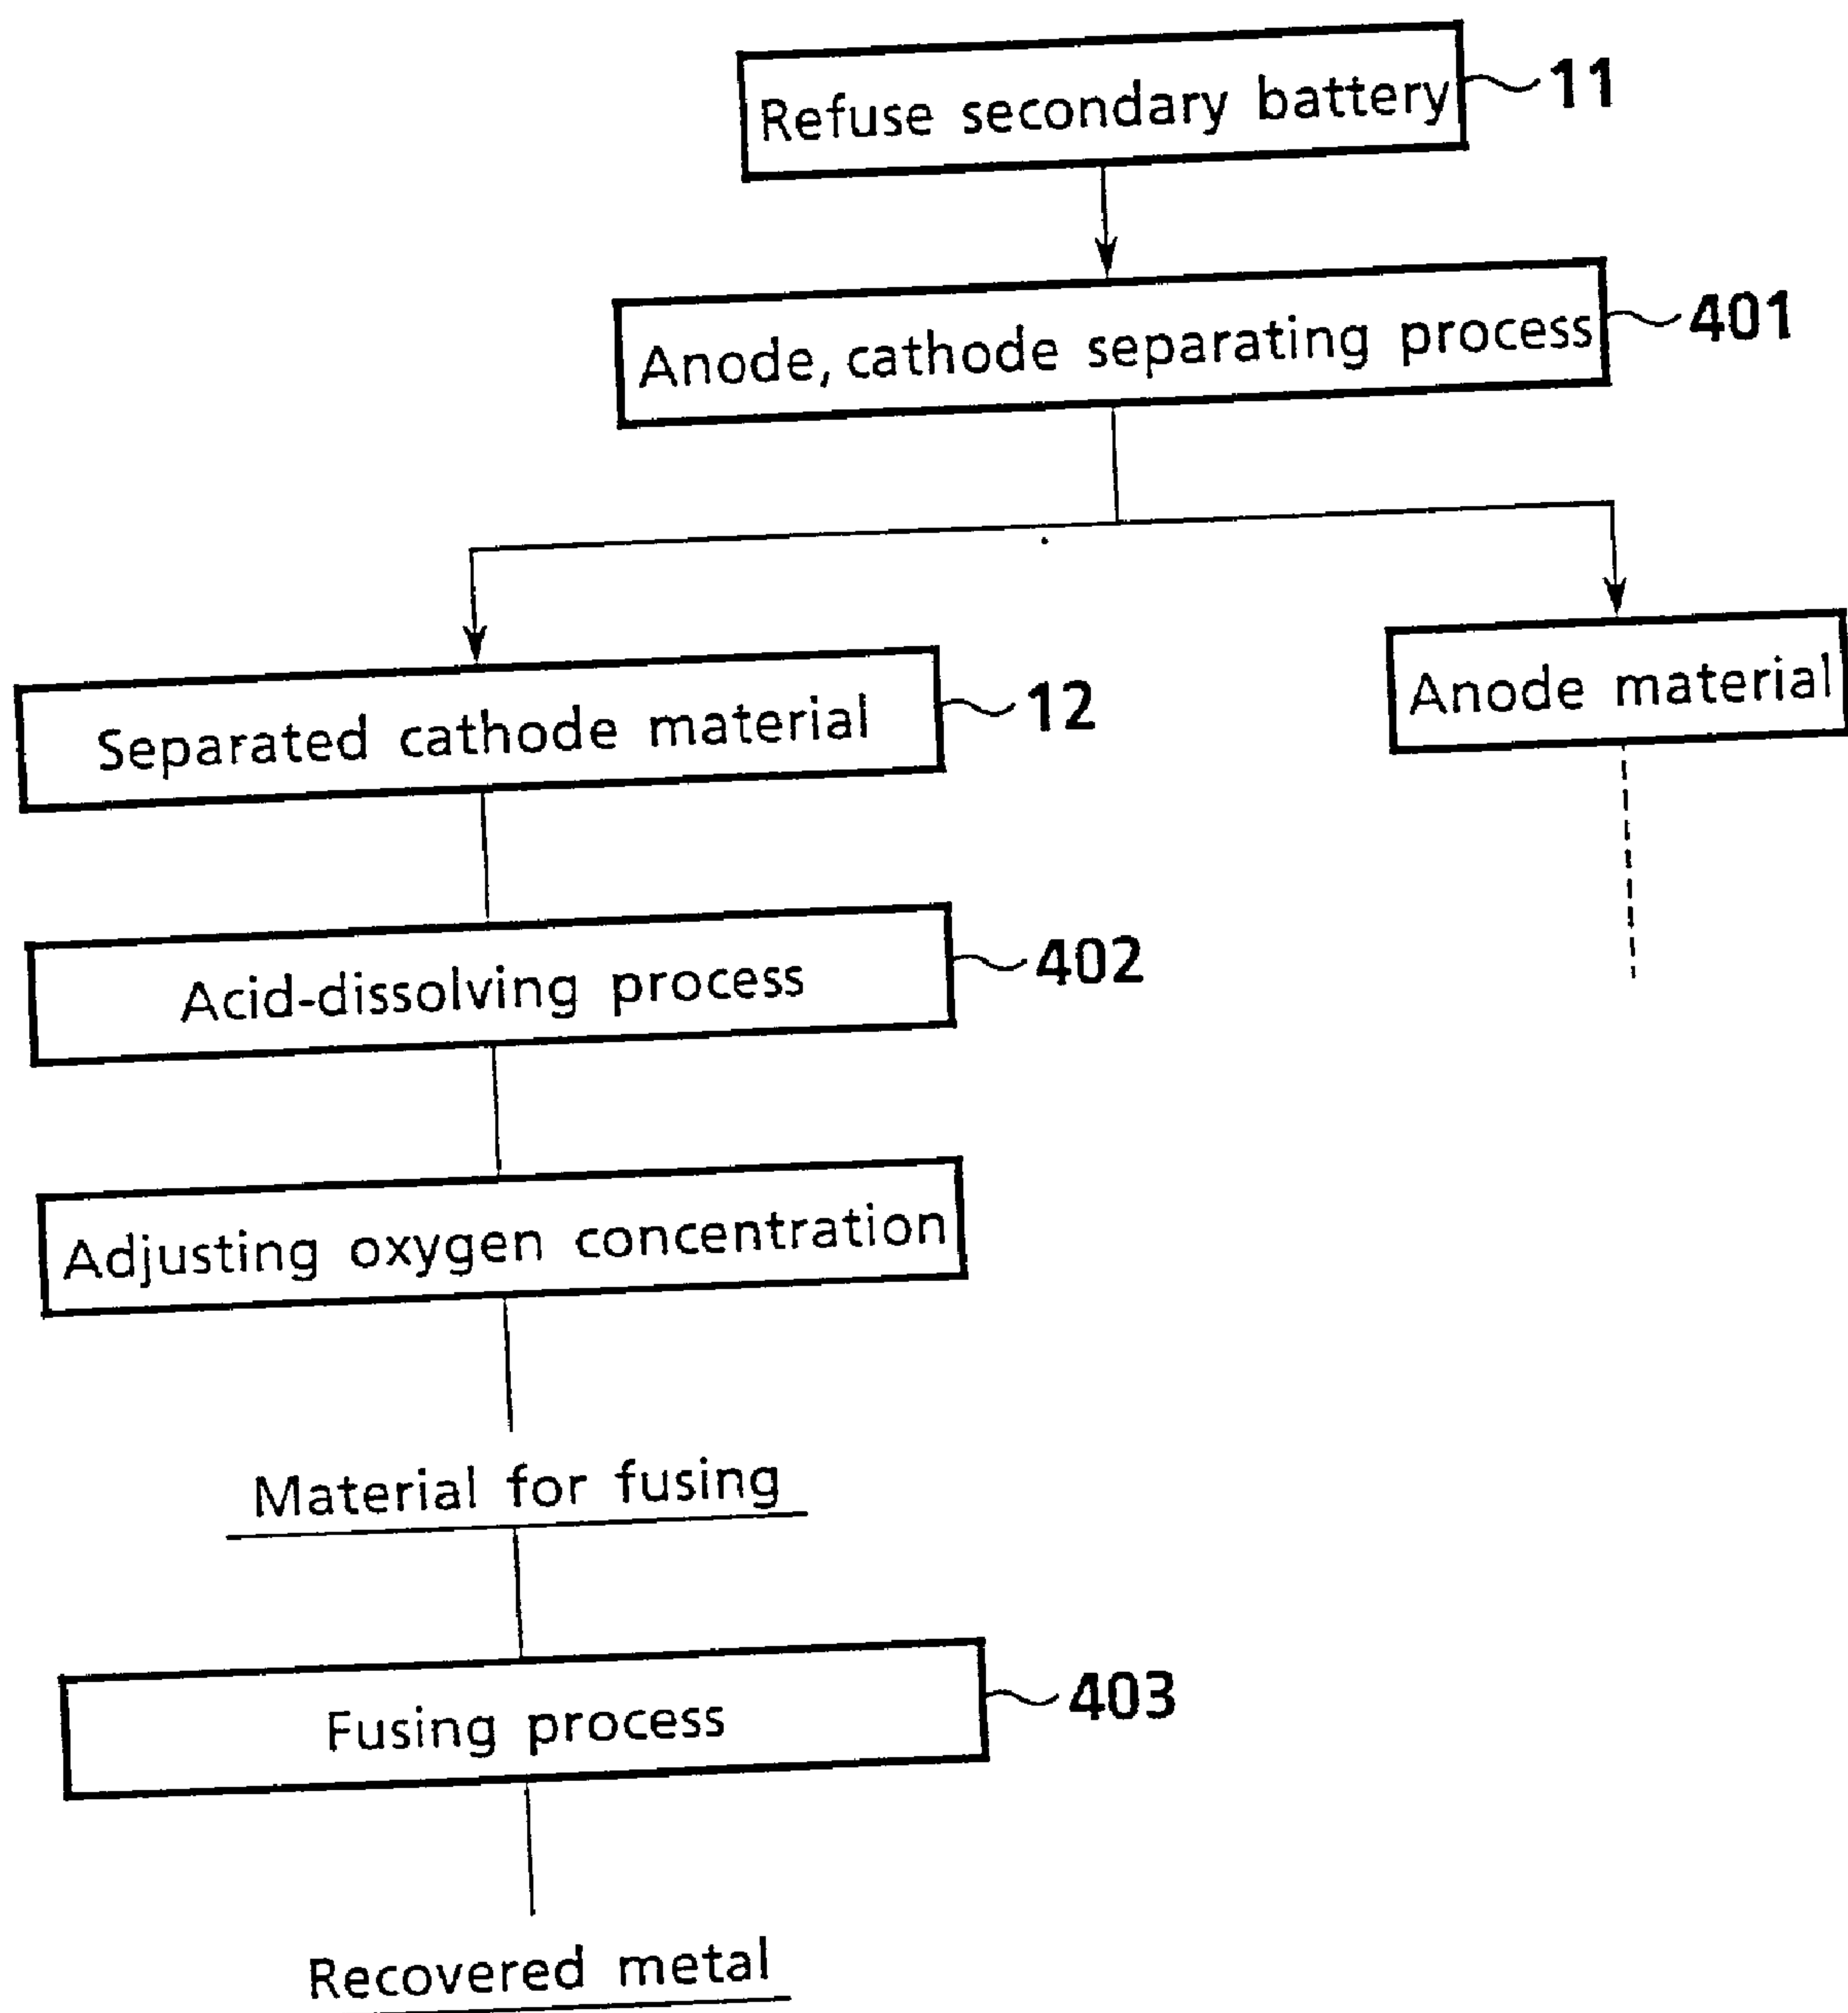 Refuse secondary battery 11
Anode, cathode separating process 401
Separated cathode material 12
Anode material
Acid-dissolving process 402
Adjusting oxygen concentration
Material for fusing
Fusing process 403
Recovered metal